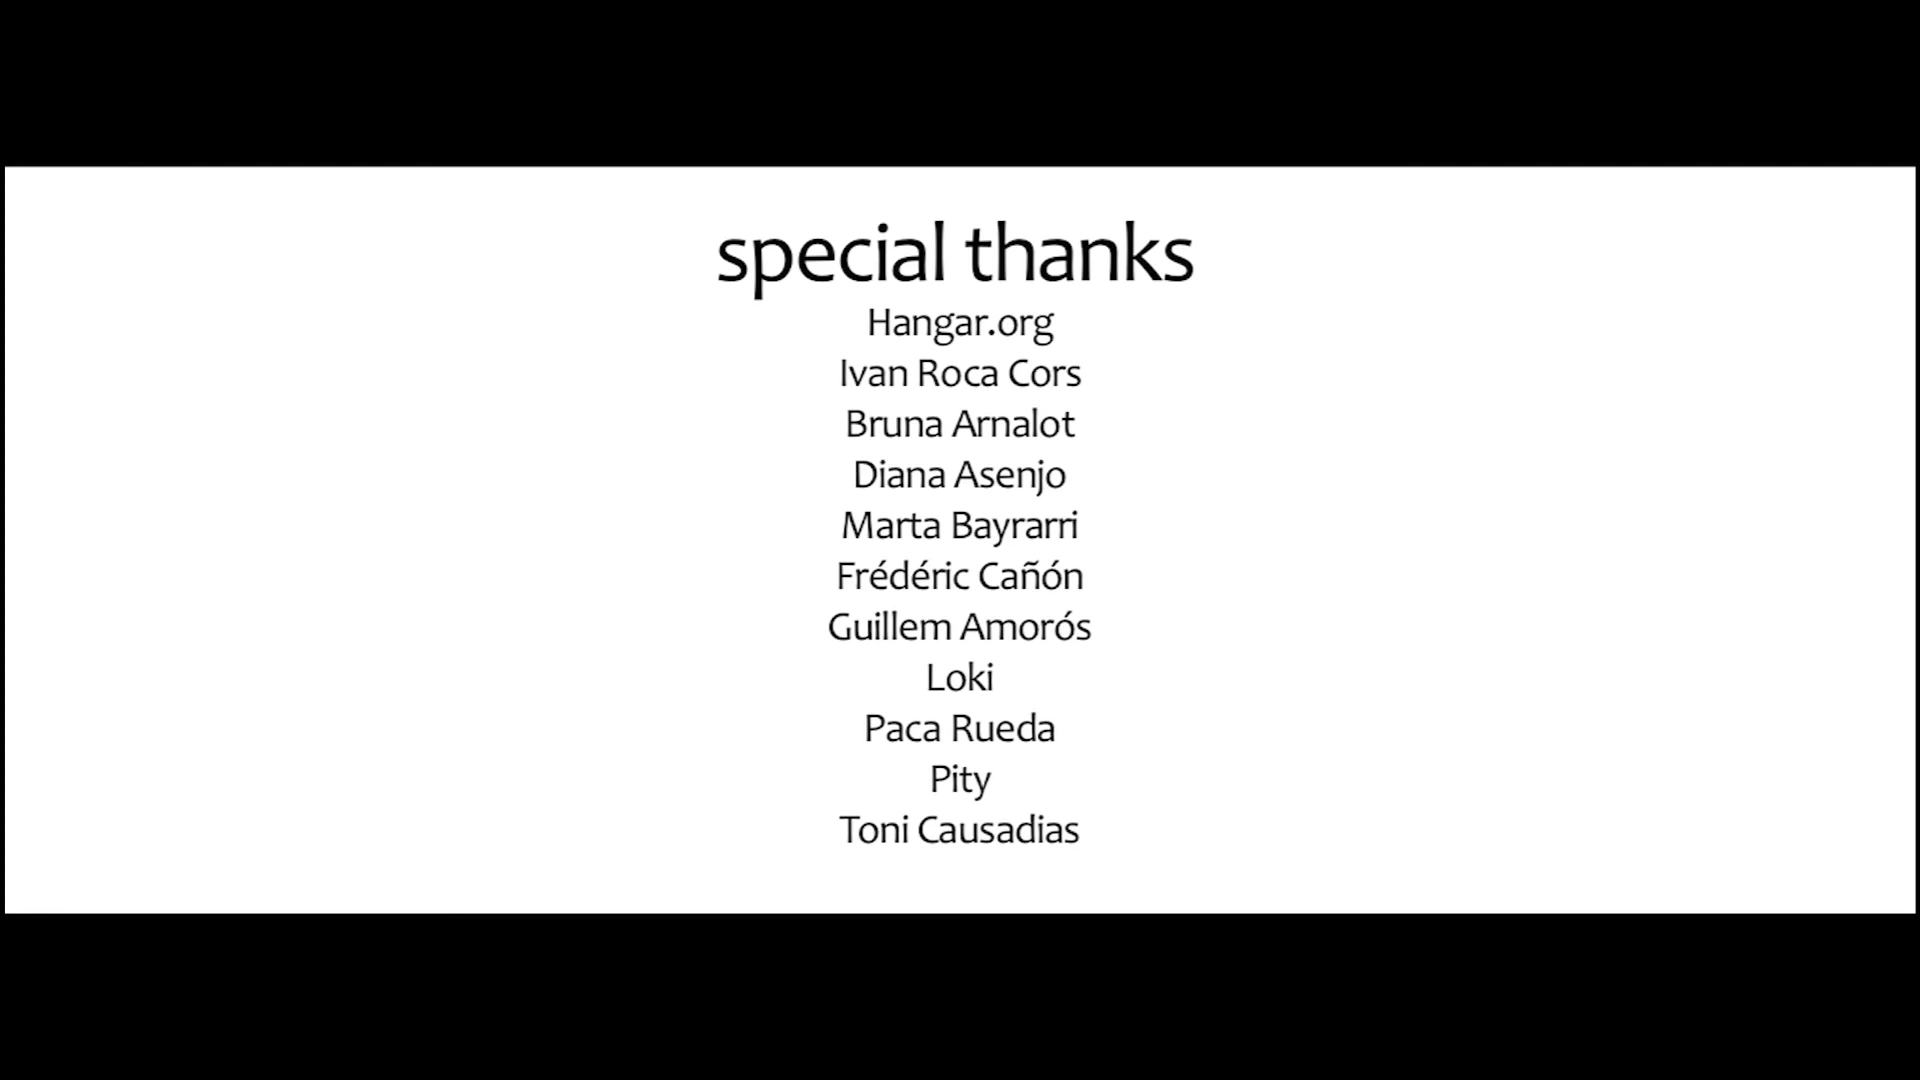 special thanks
Hangar.org
Ivan Roca Cors
Bruna Arnalot
Diana Asenjo
Marta Bayrarri
Frédéric Cañón
Guillem Amorós
Loki
Paca Rueda
Pity
Toni Causadias